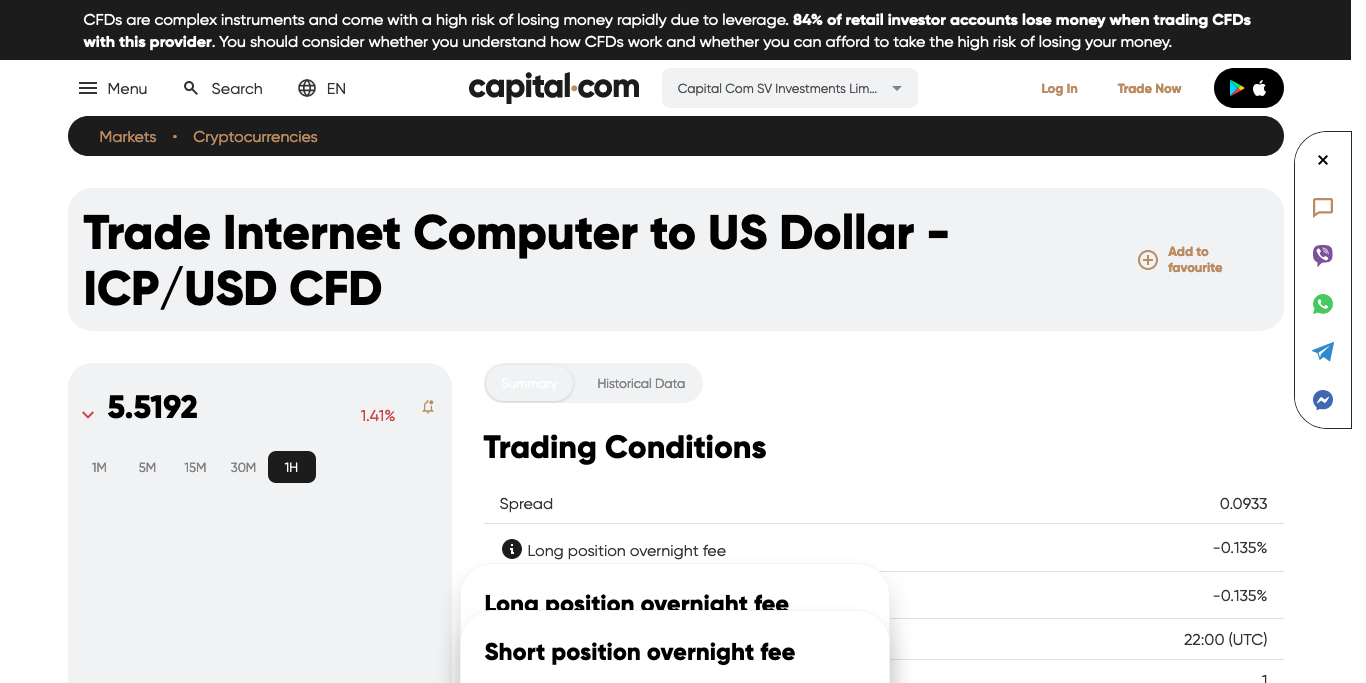 CFDs are complex instruments and come with a high risk of losing money rapidly due to leverage. 84% of retail investor accounts lose money when trading CFDs
with this provider. You should consider whether you understand how CFDs work and whether you can afford to take the high risk of losing your money.
Menu
Search
EN
capital.com
Capital Com SV Investments Lim...
Log In
Trade Now
Markets • Cryptocurrencies
Trade Internet Computer to US Dollar -
ICP/USD CFD
Add to
favourite
5.5192
1.41%
1M 5M 15M 30M 1H
Summary
Historical Data
Trading Conditions
Spread 0.0933
Long position overnight fee -0.135%
Long position overnight fee
-0.135%
Short position overnight fee
22:00 (UTC)
1